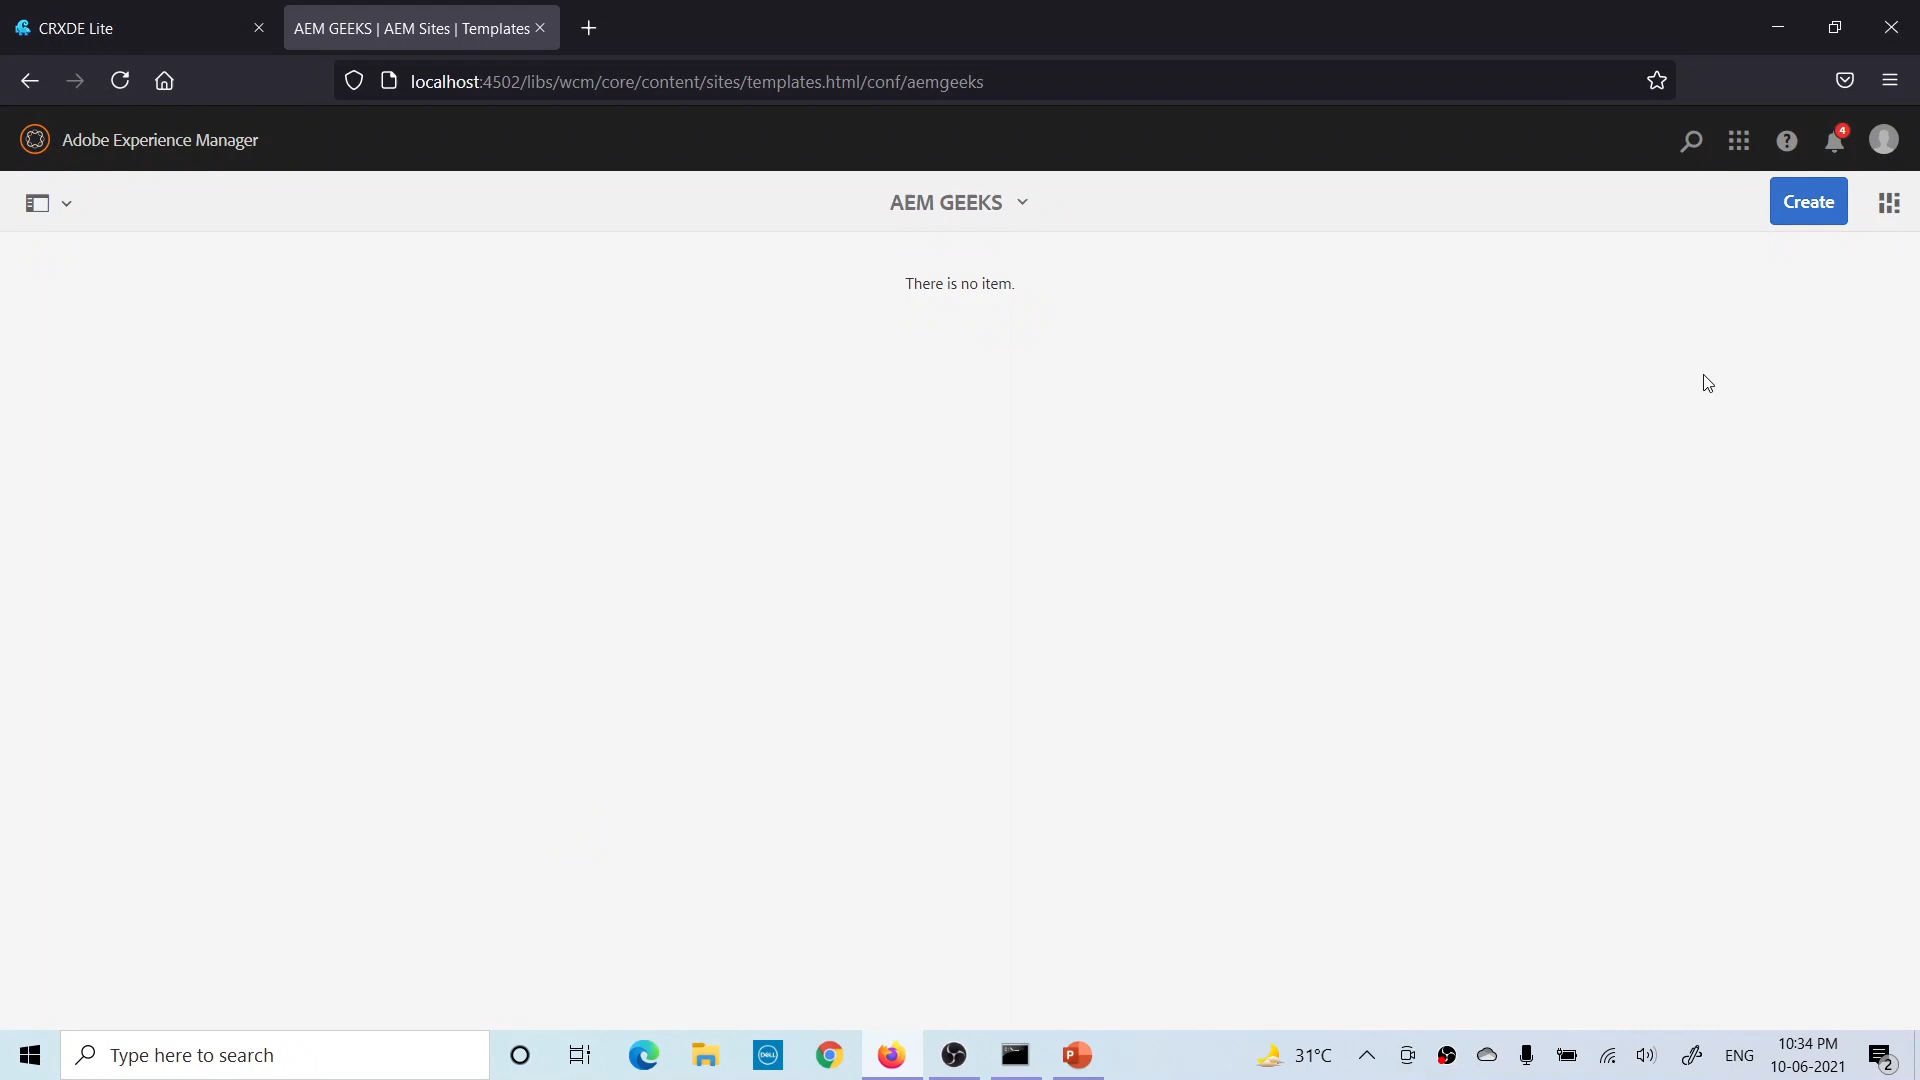 CRXDE Lite
AEM GEEKS | AEM Sites | Templates
localhost:4502/libs/wcm/core/content/sites/templates.html/conf/aemgeeks
Adobe Experience Manager
4
AEM GEEKS
Create
There is no item.
Type here to search
DELL
P
31°C
ENG
10:34 PM
10-06-2021
2